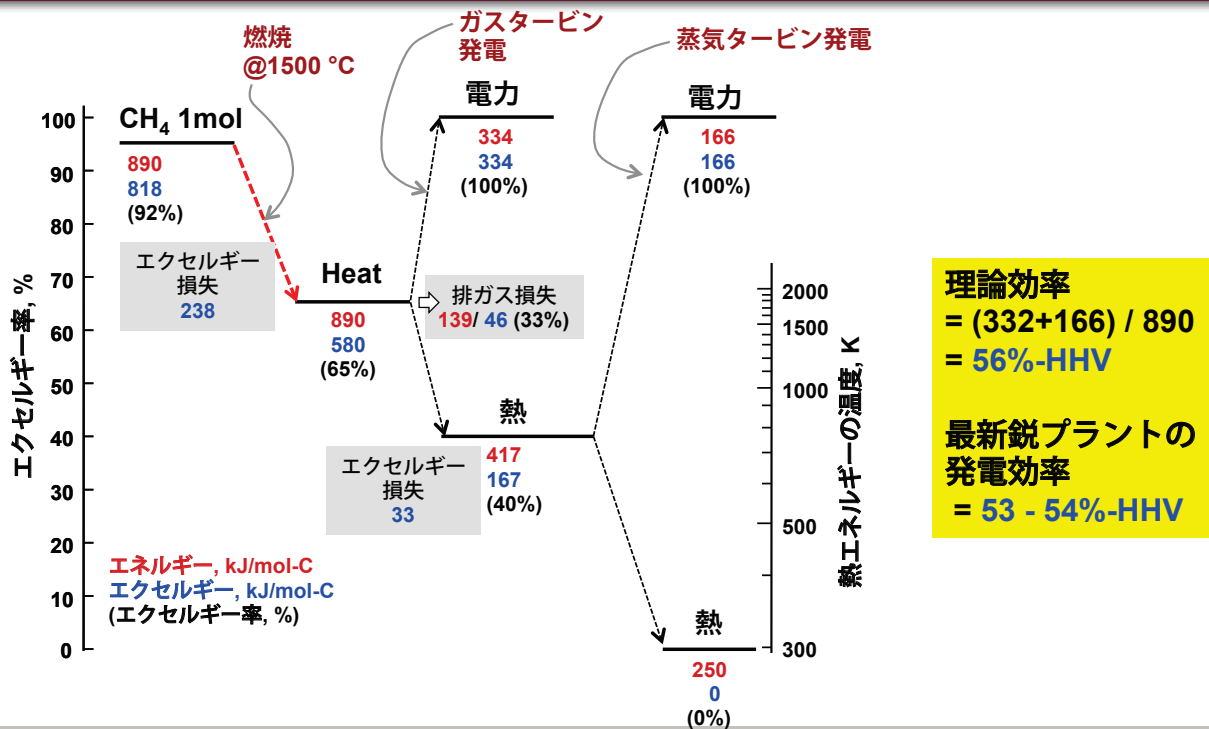 燃焼
@1500 °C
ガスタービン
発電
蒸気タービン発電
CH₄ 1mol
890
818
(92%)
エクセルギー
損失
238
Heat
890
580
(65%)
電力
334
334
(100%)
排ガス損失
139/ 46 (33%)
熱
417
167
(40%)
エクセルギー
損失
33
電力
166
166
(100%)
熱
250
0
(0%)
エクセルギー率, %
100
90
80
70
60
50
40
30
20
10
0
エネルギー, kJ/mol-C
エクセルギー, kJ/mol-C
(エクセルギー率, %)
熱エネルギーの温度, K
2000
1500
1000
500
300
理論効率
= (332+166) / 890
= 56%-HHV
最新鋭プラントの
発電効率
= 53 - 54%-HHV